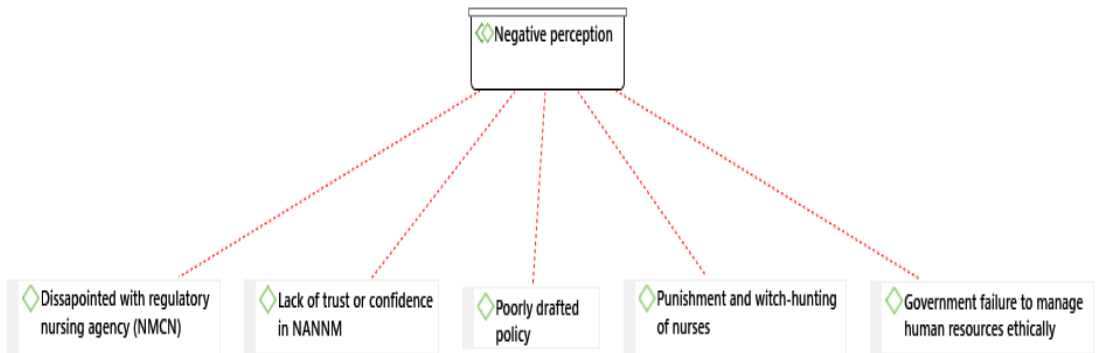 Negative perception
Dissapointed with regulatory
nursing agency (NMCN)
Lack of trust or confidence
in NANNM
Poorly drafted
policy
Punishment and witch-hunting
of nurses
Government failure to manage
human resources ethically